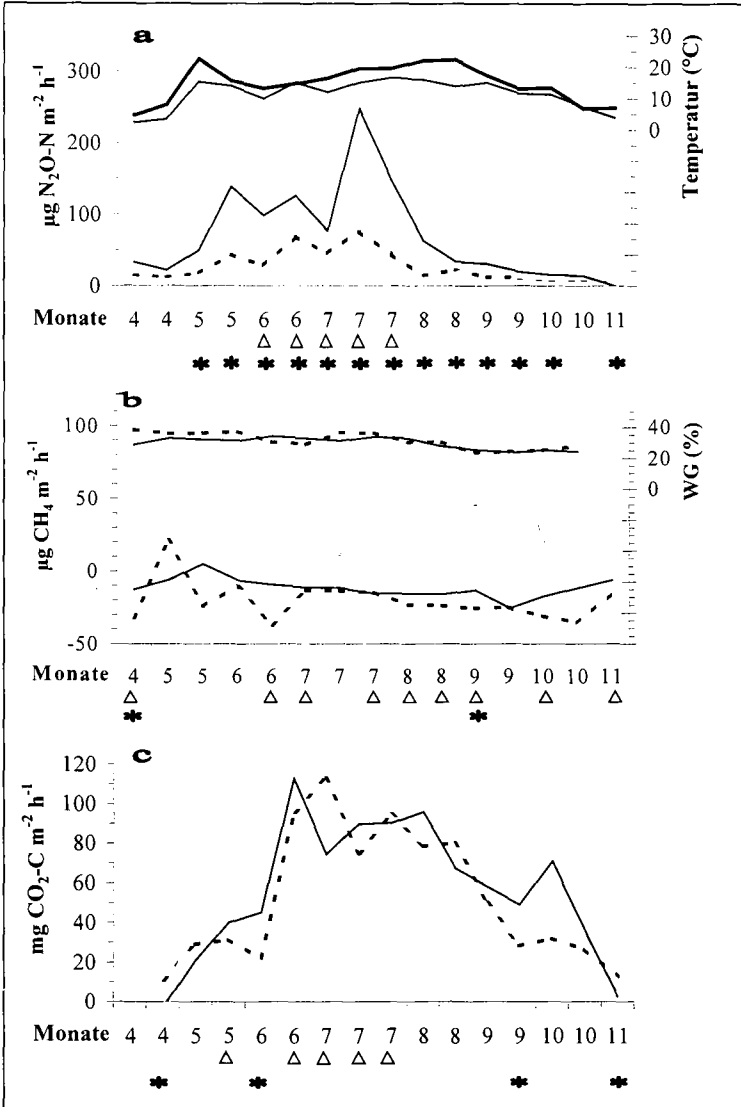 a
µg N₂O-N m⁻² h⁻¹
300
200
100
0
Temperatur (°C)
30
20
10
0
Monate 4 4 5 5 6 6 7 7 7 8 8 9 9 10 10 11
Δ Δ Δ Δ Δ
* * * * * * * * * * * * *
b
µg CH₄ m⁻² h⁻¹
100
50
0
-50
WG (%)
40
20
0
Monate 4 5 5 6 6 7 7 7 8 8 9 9 10 10 11
Δ Δ Δ Δ Δ Δ Δ Δ Δ
* *
c
mg CO₂-C m⁻² h⁻¹
120
100
80
60
40
20
0
Monate 4 4 5 5 6 6 7 7 7 8 8 9 9 10 10 11
Δ Δ Δ Δ Δ
* * * *